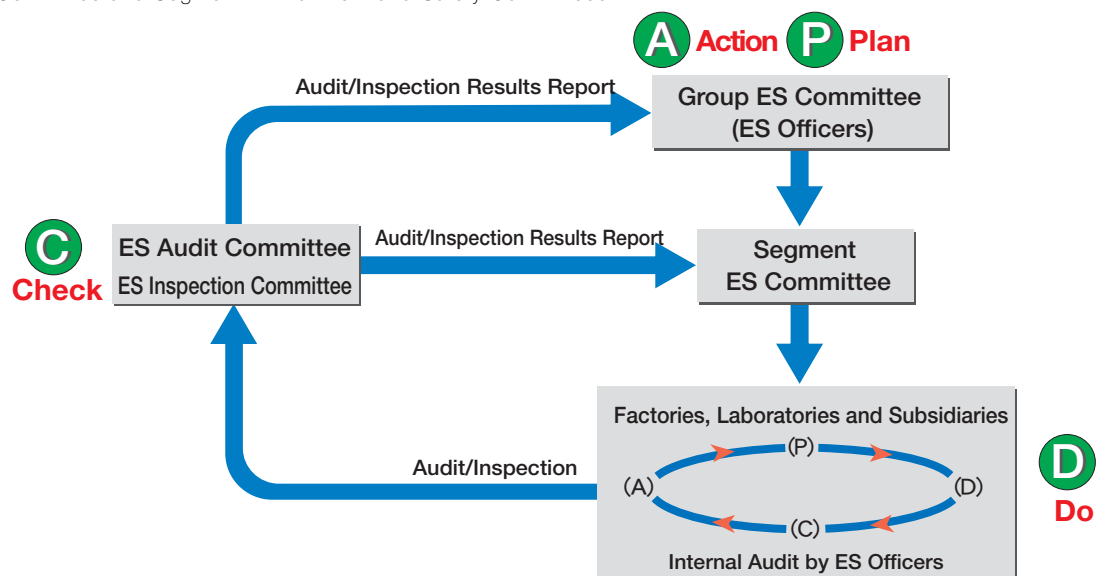 A Action P Plan
Audit/Inspection Results Report
Group ES Committee
(ES Officers)
C
Check
ES Audit Committee
ES Inspection Committee
Audit/Inspection Results Report
Segment
ES Committee
Factories, Laboratories and Subsidiaries
(P)
(A)
(D)
(C)
Internal Audit by ES Officers
Audit/Inspection
D
Do